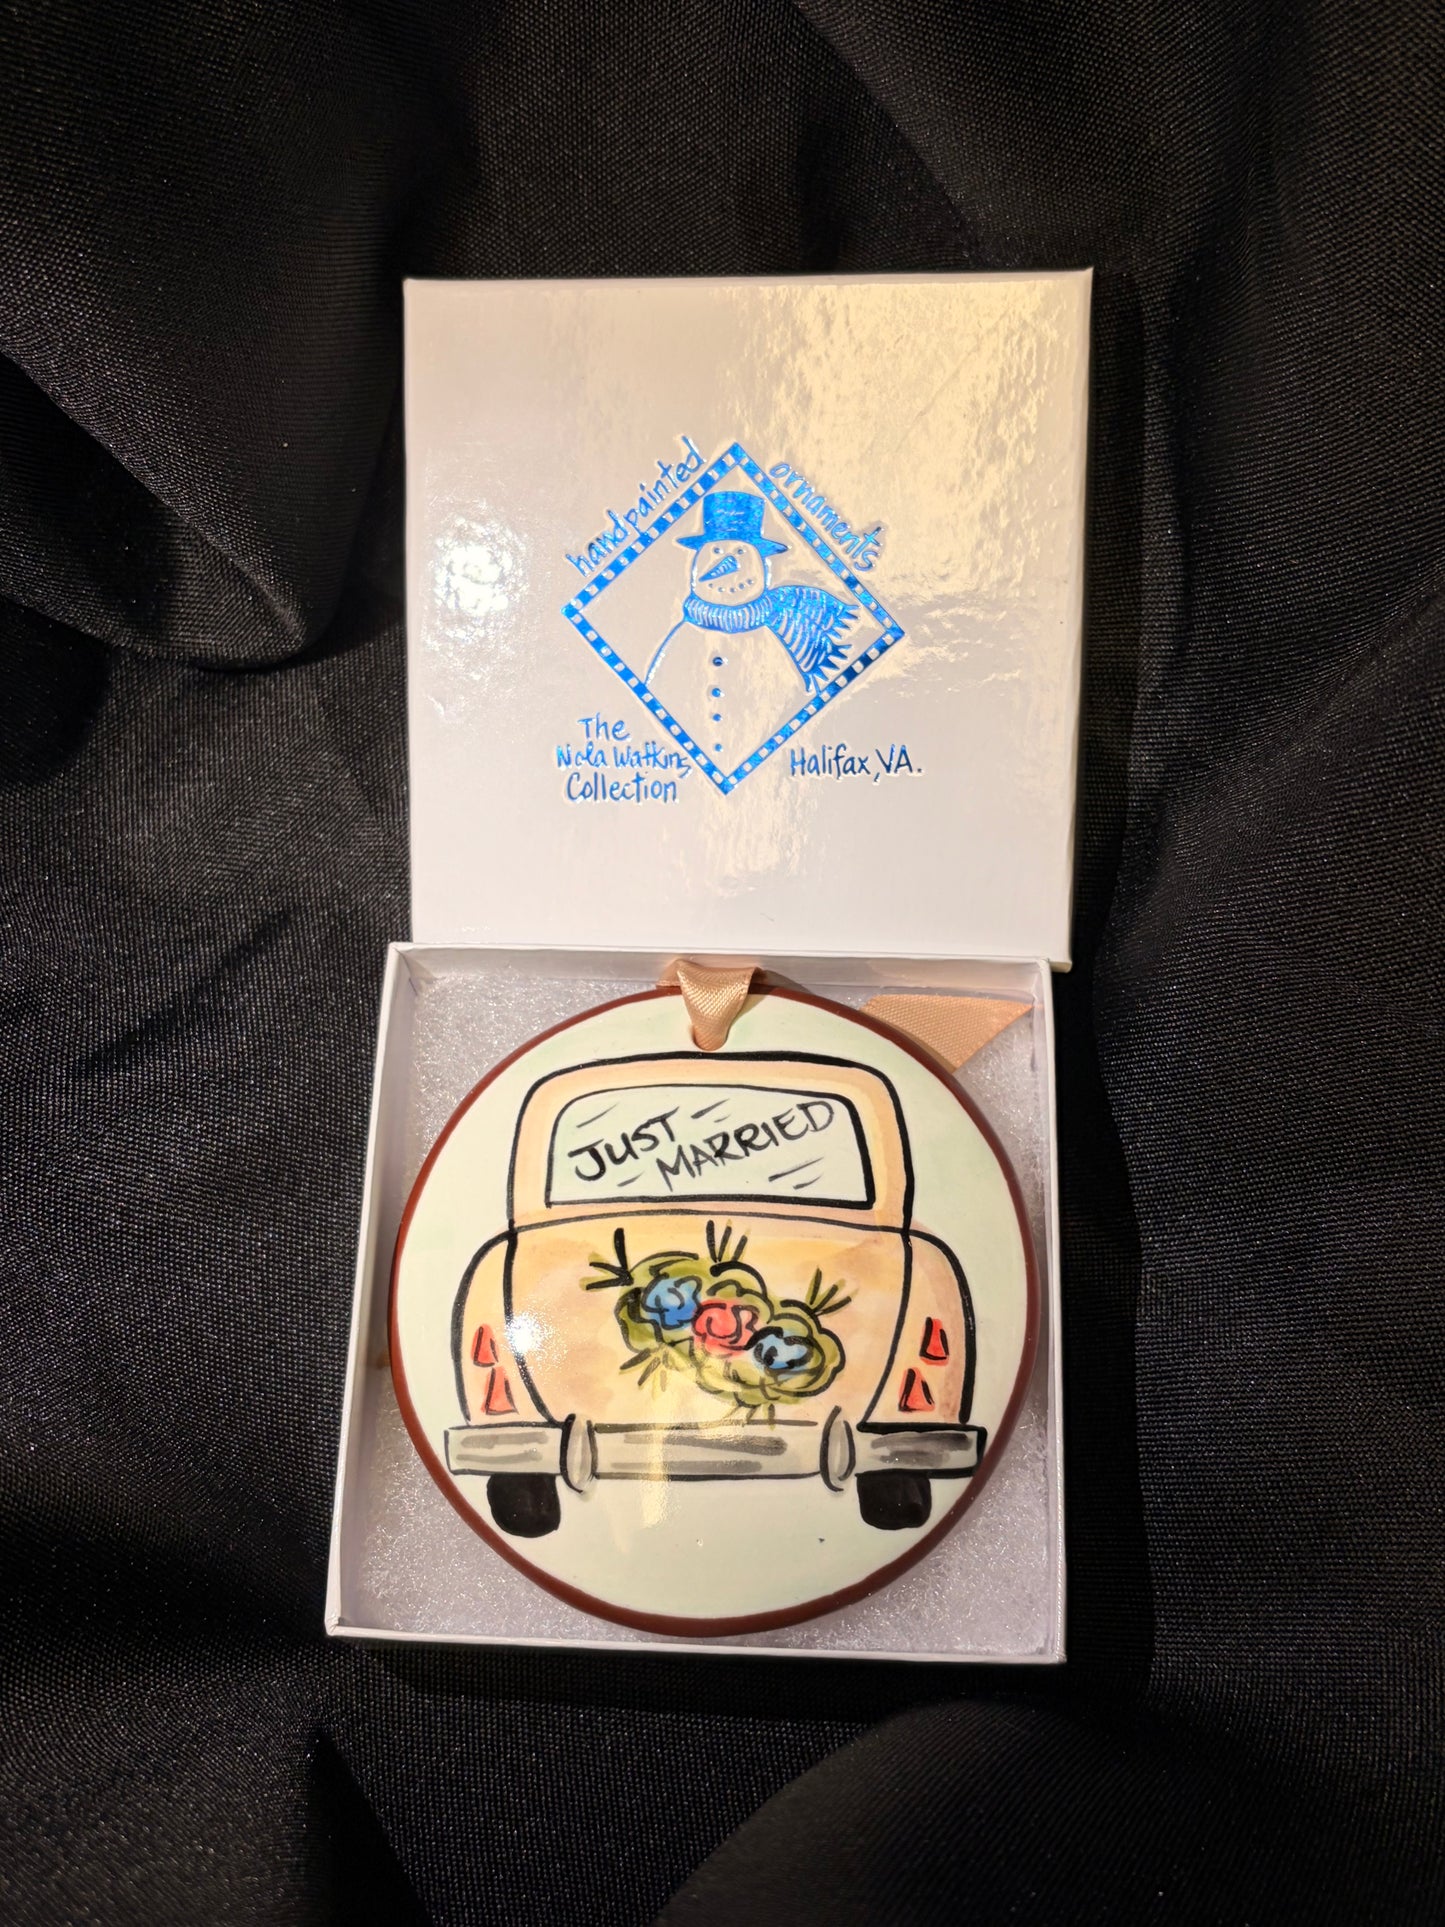 handpainted ornaments
The
Nola Watkins
Collection
Halifax, VA.
JUST
MARRIED